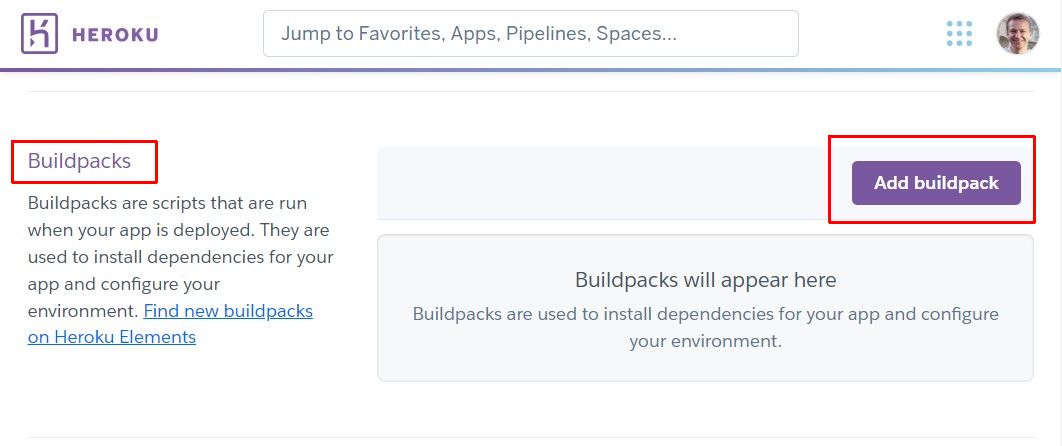 HEROKU
Jump to Favorites, Apps, Pipelines, Spaces...
Buildpacks
Buildpacks are scripts that are run
when your app is deployed. They are
used to install dependencies for your
app and configure your
environment. Find new buildpacks
on Heroku Elements
Add buildpack
Buildpacks will appear here
Buildpacks are used to install dependencies for your app and configure
your environment.